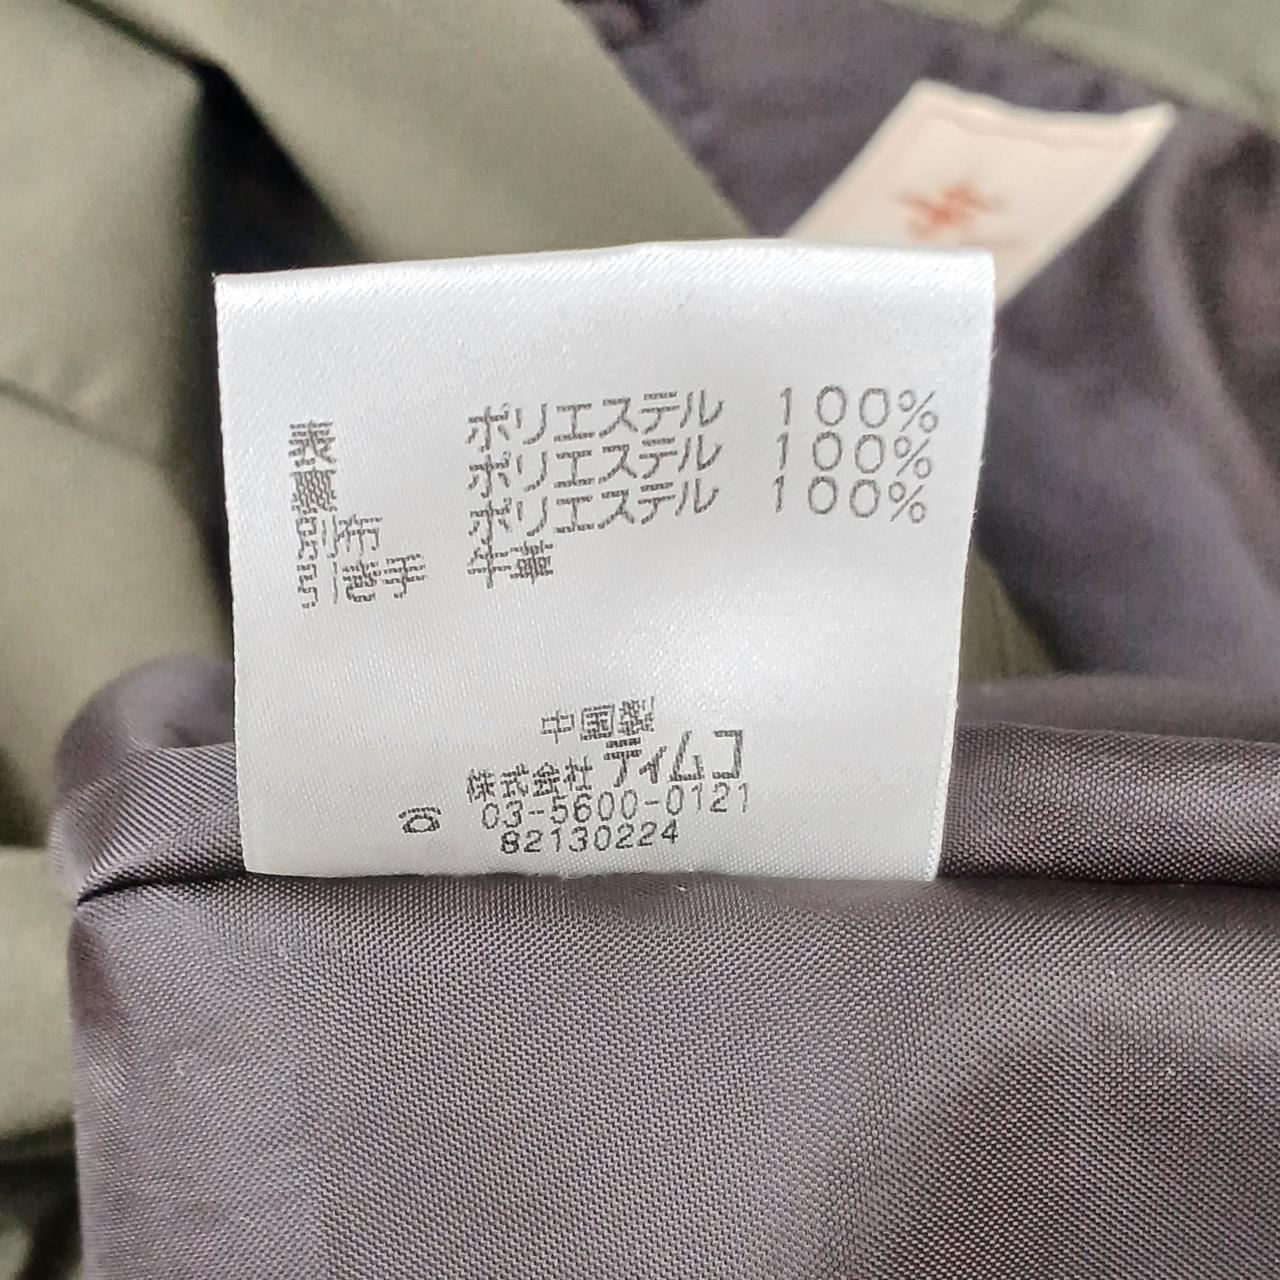 表 ポリエステル 100%
裏 ポリエステル 100%
別布 ポリエステル 100%
引き手 牛革
中国製
株式会社 ティムコ
03-5600-0121
82130224